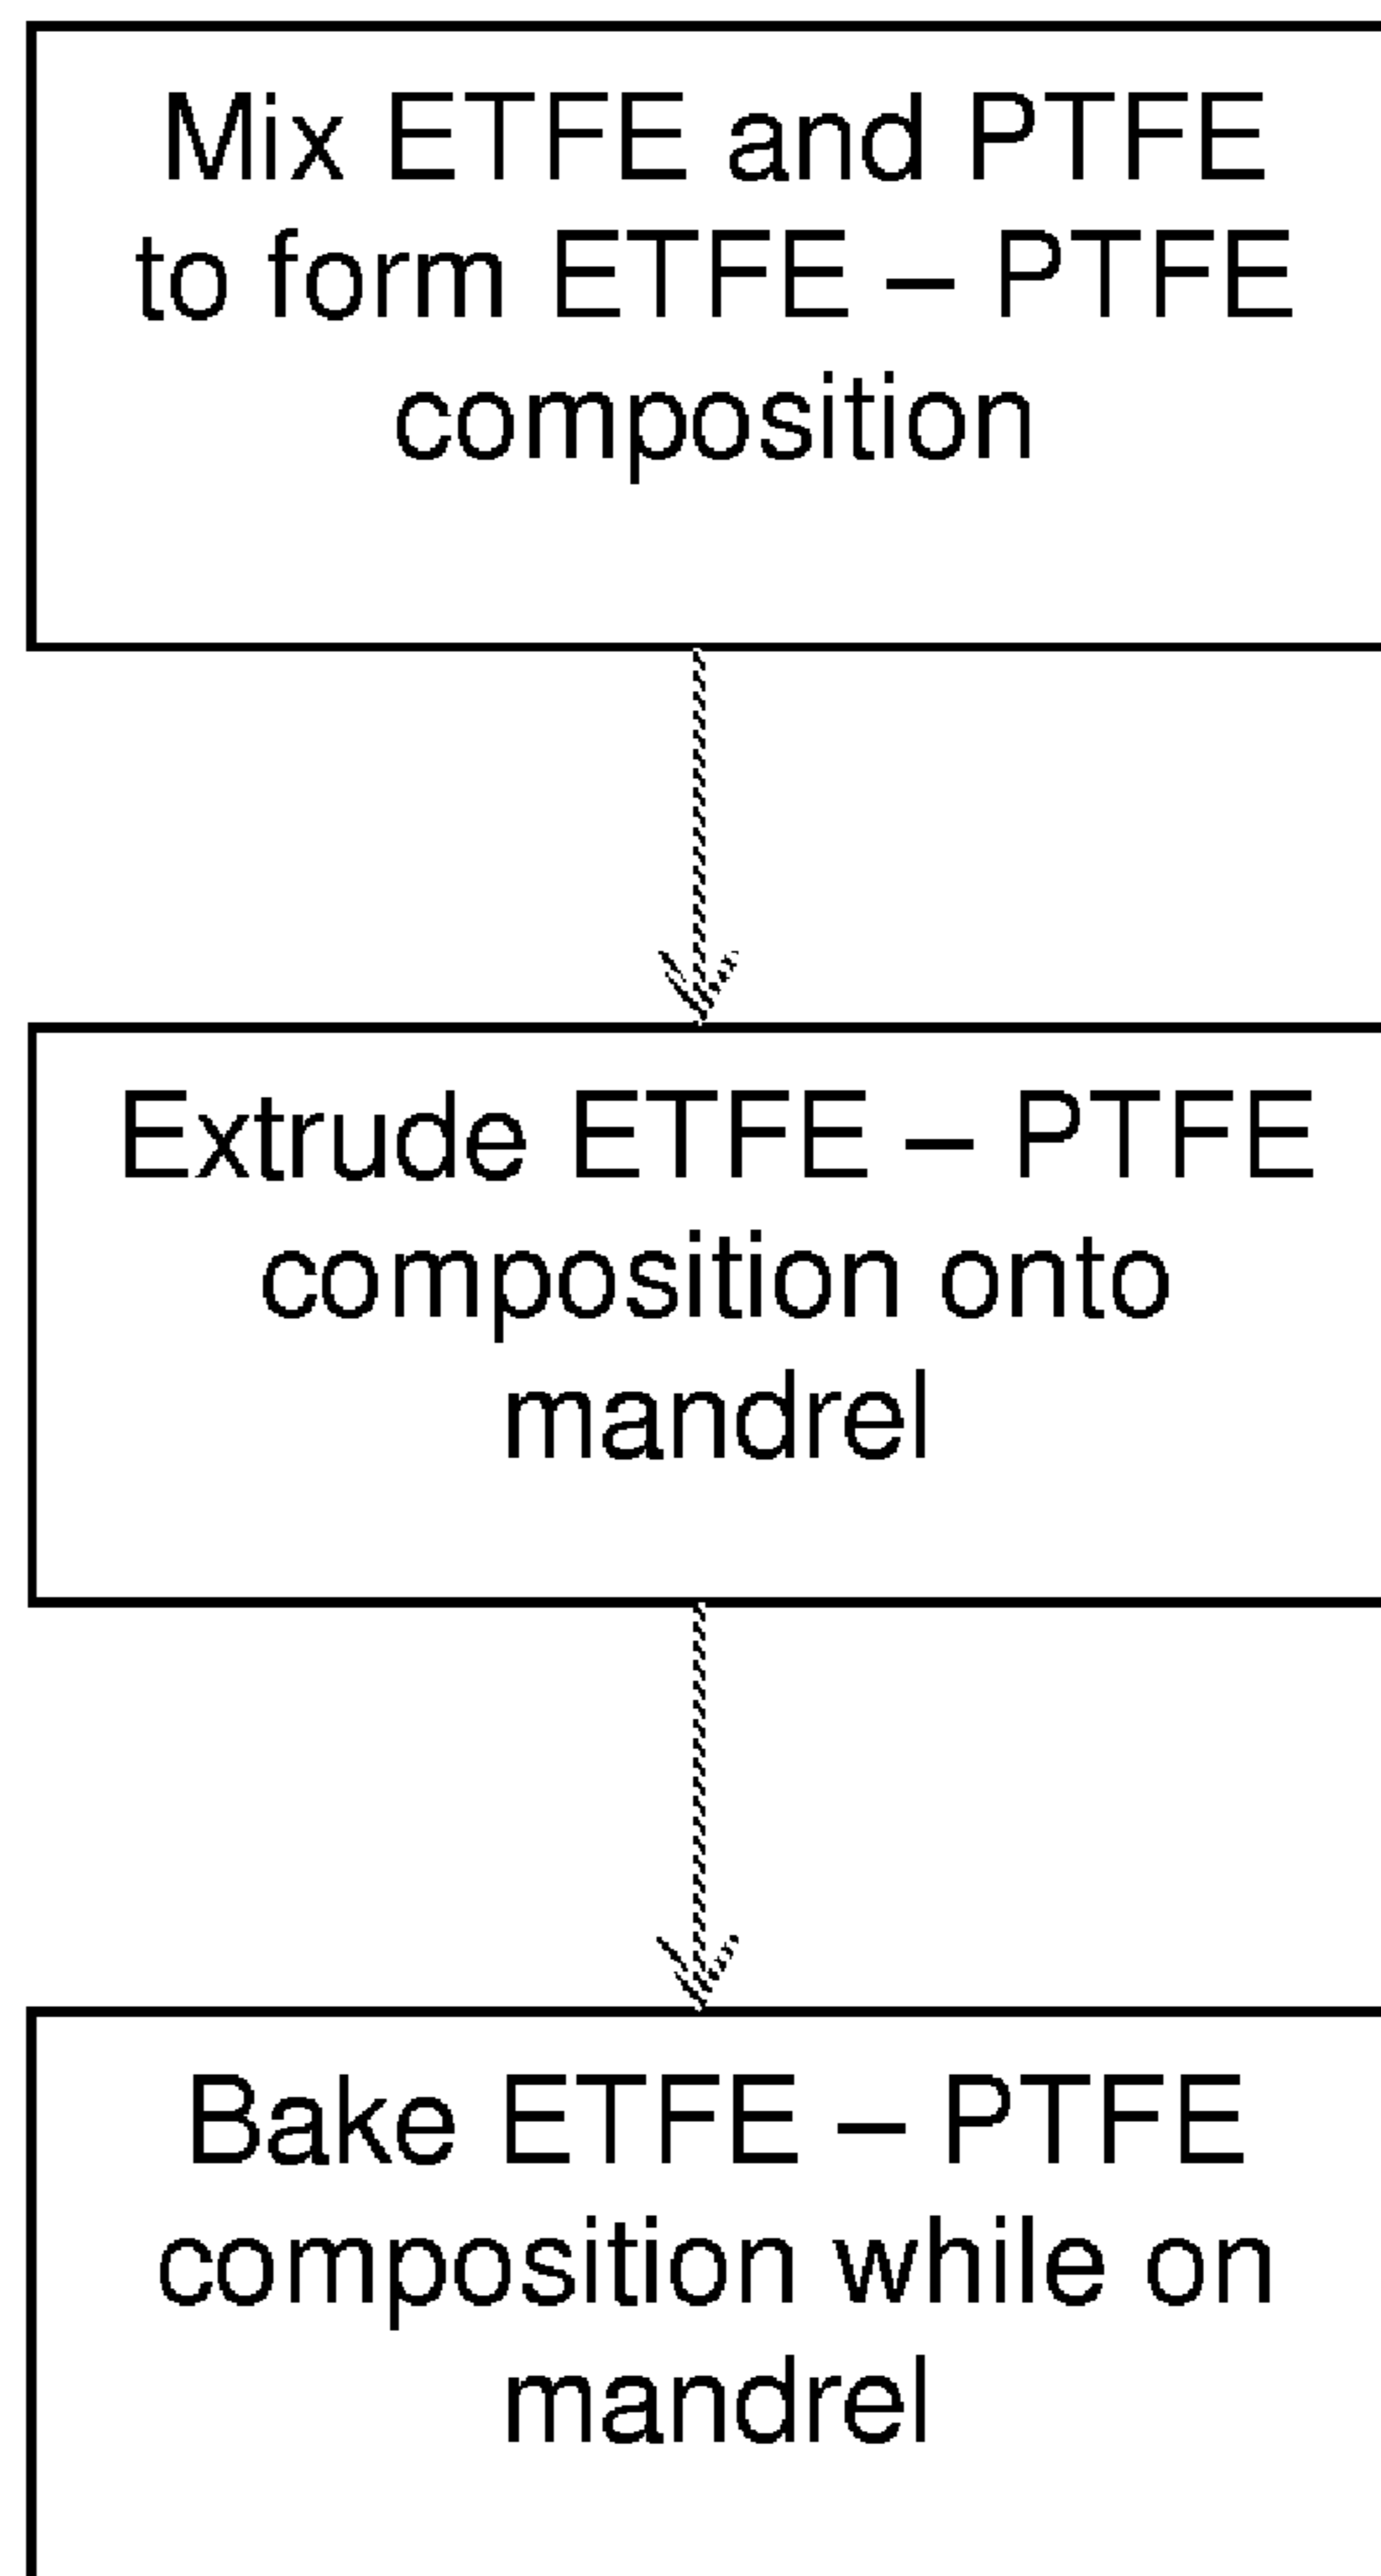 Mix ETFE and PTFE
to form ETFE – PTFE
composition
Extrude ETFE – PTFE
composition onto
mandrel
Bake ETFE – PTFE
composition while on
mandrel